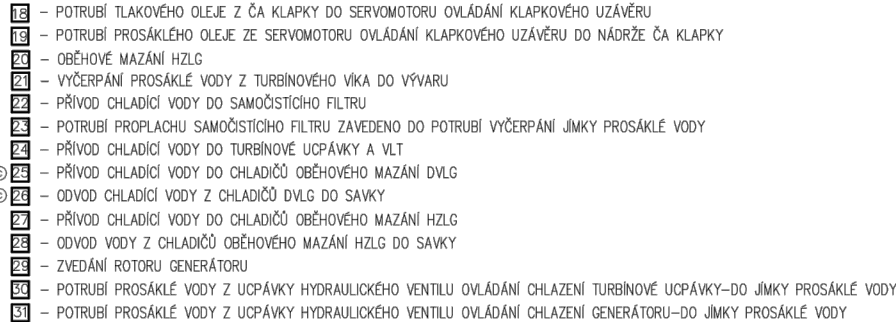 18 – POTRUBÍ TLAKOVÉHO OLEJE Z ČA KLAPKY DO SERVOMOTORU OVLÁDÁNÍ KLAPKOVÉHO UZÁVĚRU
19 – POTRUBÍ PROSÁKLÉHO OLEJE ZE SERVOMOTORU OVLÁDÁNÍ KLAPKOVÉHO UZÁVĚRU DO NÁDRŽE ČA KLAPKY
20 – OBĚHOVÉ MAZÁNÍ HZLG
21 – VYČERPÁNÍ PROSÁKLÉ VODY Z TURBÍNOVÉHO VÍKA DO VÝVARU
22 – PŘÍVOD CHLADÍCÍ VODY DO SAMOČISTÍCÍHO FILTRU
23 – POTRUBÍ PROPLACHU SAMOČISTÍCÍHO FILTRU ZAVEDENO DO POTRUBÍ VYČERPÁNÍ JÍMKY PROSÁKLÉ VODY
24 – PŘÍVOD CHLADÍCÍ VODY DO TURBÍNOVÉ UCPÁVKY A VLT
© 25 – PŘÍVOD CHLADÍCÍ VODY DO CHLADIČŮ OBĚHOVÉHO MAZÁNÍ DVLG
© 26 – ODVOD CHLADÍCÍ VODY Z CHLADIČŮ DVLG DO SAVKY
27 – PŘÍVOD CHLADÍCÍ VODY DO CHLADIČŮ OBĚHOVÉHO MAZÁNÍ HZLG
28 – ODVOD VODY Z CHLADIČŮ OBĚHOVÉHO MAZÁNÍ HZLG DO SAVKY
29 – ZVEDÁNÍ ROTORU GENERÁTORU
30 – POTRUBÍ PROSÁKLÉ VODY Z UCPÁVKY HYDRAULICKÉHO VENTILU OVLÁDÁNÍ CHLAZENÍ TURBÍNOVÉ UCPÁVKY–DO JÍMKY PROSÁKLÉ VODY
31 – POTRUBÍ PROSÁKLÉ VODY Z UCPÁVKY HYDRAULICKÉHO VENTILU OVLÁDÁNÍ CHLAZENÍ GENERÁTORU–DO JÍMKY PROSÁKLÉ VODY